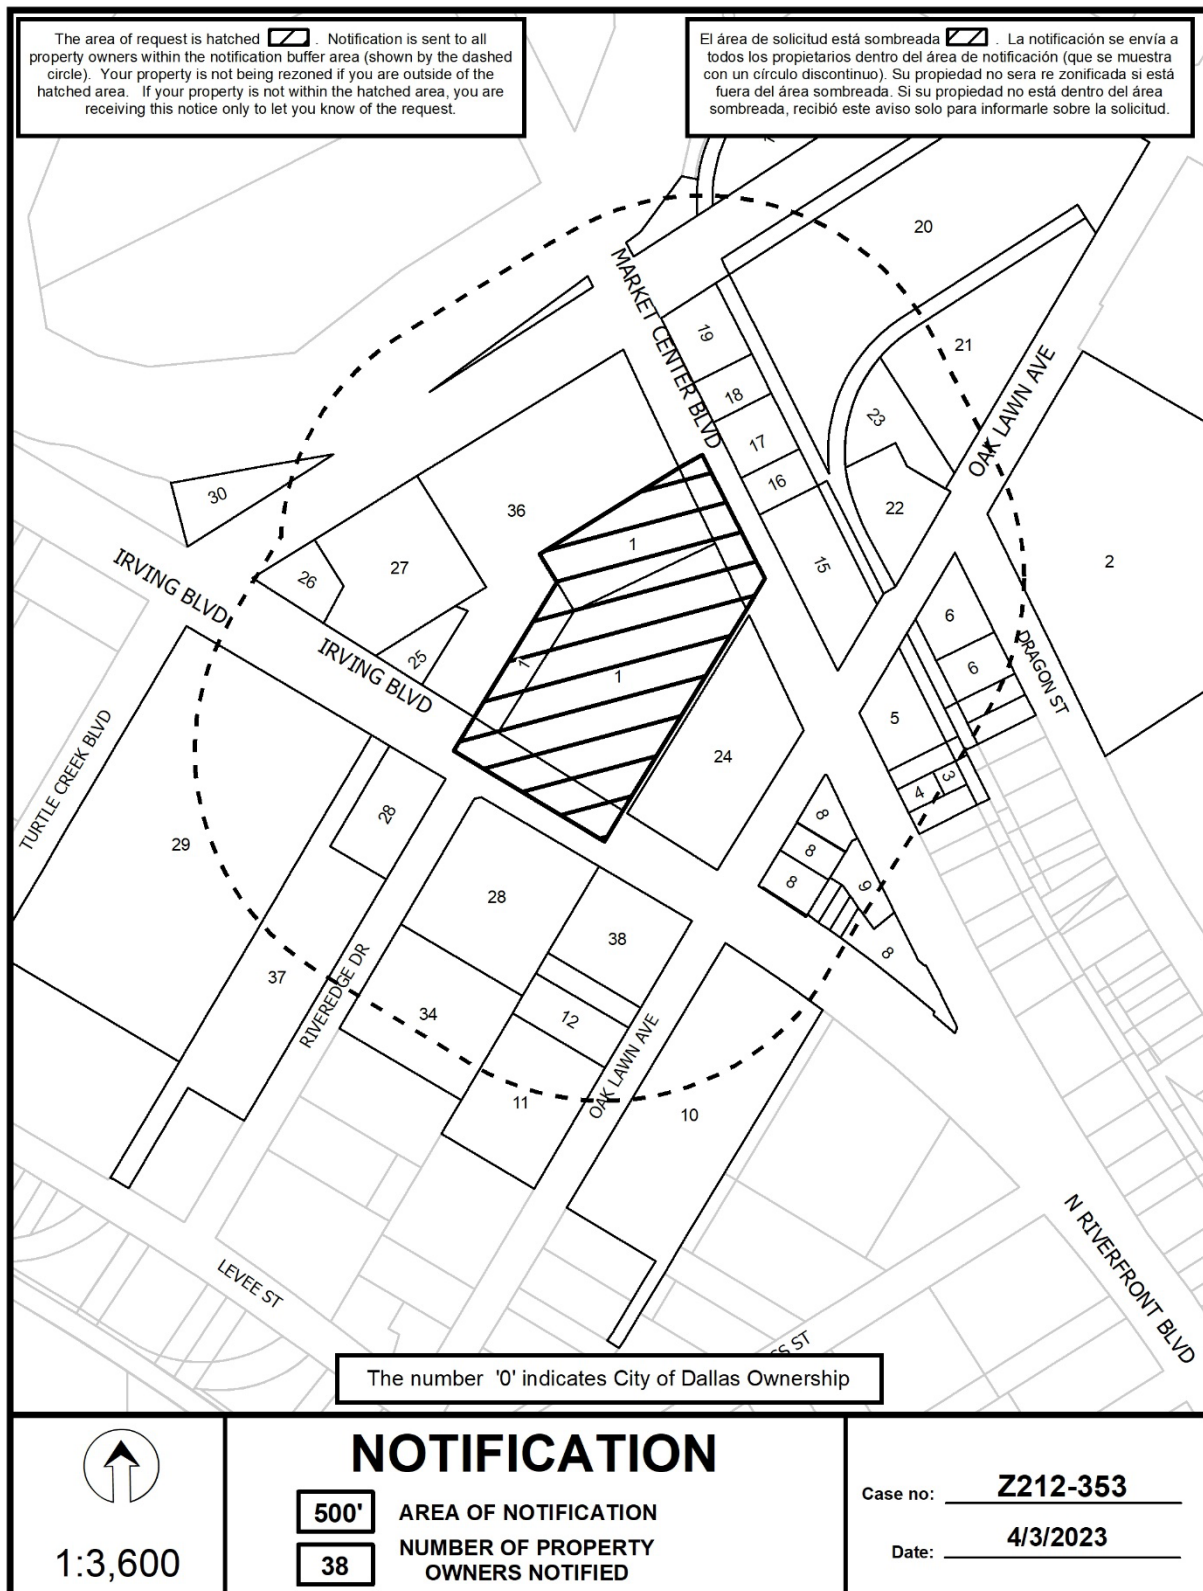 The area of request is hatched . Notification is sent to all
property owners within the notification buffer area (shown by the dashed
circle). Your property is not being rezoned if you are outside of the
hatched area. If your property is not within the hatched area, you are
receiving this notice only to let you know of the request.
El área de solicitud está sombreada . La notificación se envía a
todos los propietarios dentro del área de notificación (que se muestra
con un círculo discontinuo). Su propiedad no sera re zonificada si está
fuera del área sombreada. Si su propiedad no está dentro del área
sombreada, recibió este aviso solo para informarle sobre la solicitud.
20
MARKET CENTER BLVD
19
21
OAK LAWN AVE
18
23
17
16
30
36
22
1
IRVING BLVD
26
27
15
2
6
DRAGON ST
25
6
IRVING BLVD
1
1
5
TURTLE CREEK BLVD
24
3
4
28
8
29
8
8
9
28
38
8
37
RIVEREDGE DR
34
12
OAK LAWN AVE
11
10
N RIVERFRONT BLVD
LEVEE ST
SS ST
The number '0' indicates City of Dallas Ownership
NOTIFICATION
500' AREA OF NOTIFICATION
38 NUMBER OF PROPERTY
OWNERS NOTIFIED
1:3,600
Case no: Z212-353
Date: 4/3/2023